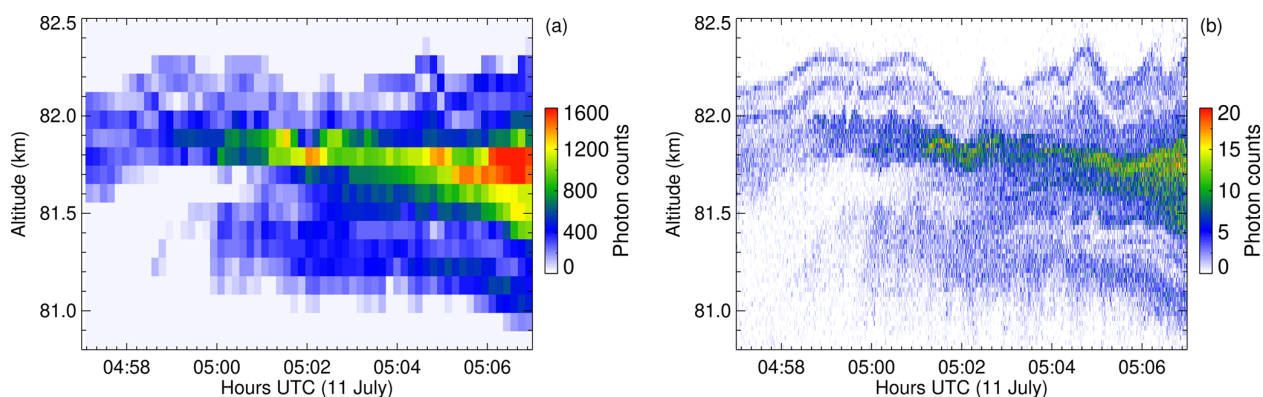 82.5
82.0
81.5
81.0
Altitude (km)
04:58 05:00 05:02 05:04 05:06
Hours UTC (11 July)
(a)
1600
1200
800
400
0
Photon counts
82.5
82.0
81.5
81.0
Altitude (km)
04:58 05:00 05:02 05:04 05:06
Hours UTC (11 July)
(b)
20
15
10
5
0
Photon counts